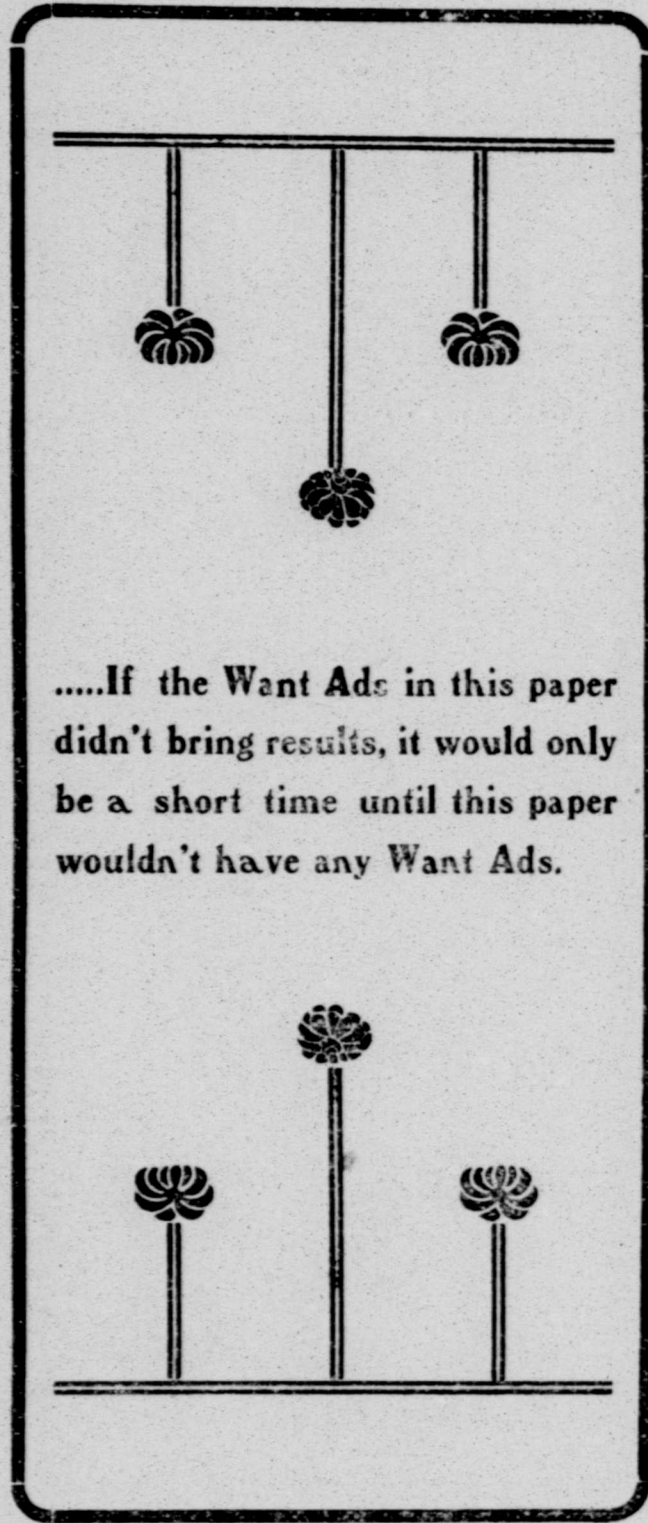 .....If the Want Ads in this paper
didn't bring results, it would only
be a short time until this paper
wouldn't have any Want Ads.